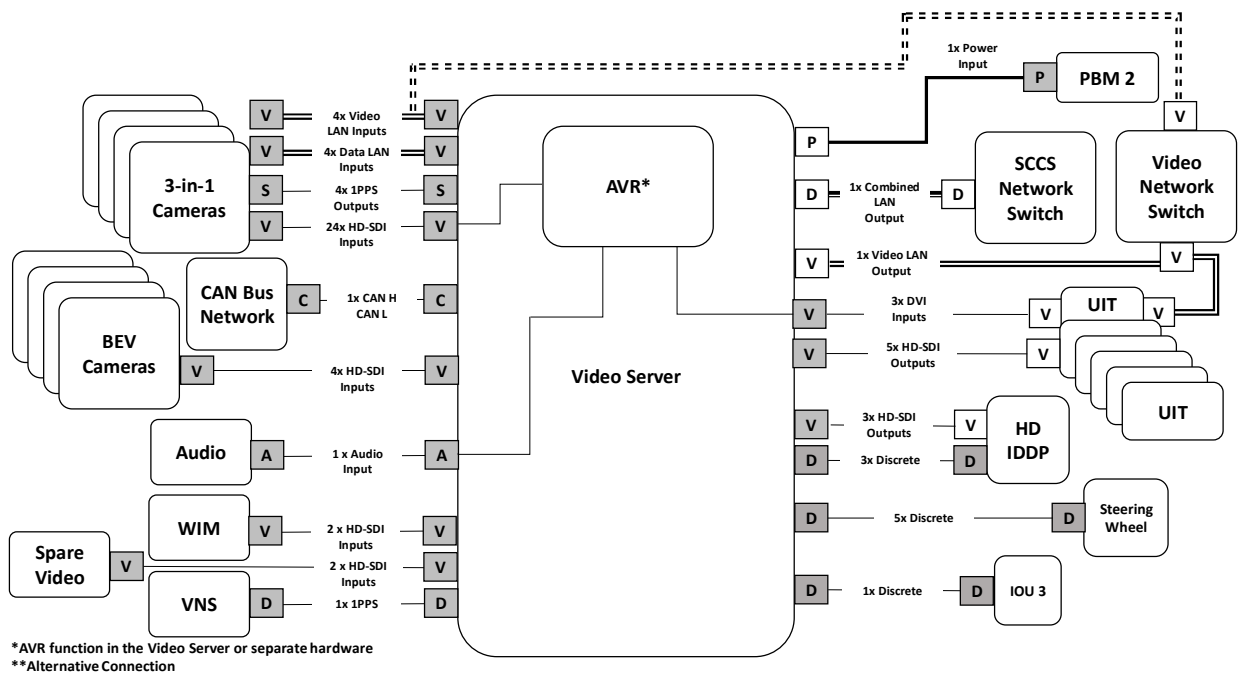 1x Power
Input
P
PBM 2
V
4x Video
LAN Inputs
V
V
V
4x Data LAN
Inputs
V
P
3-in-1
Cameras
S
4x 1PPS
Outputs
S
AVR*
D
1x Combined
LAN
Output
D
SCCS
Network
Switch
Video
Network
Switch
V
24x HD-SDI
Inputs
V
V
1x Video LAN
Output
V
CAN Bus
Network
C
1x CAN H
CAN L
C
V
3x DVI
Inputs
V
UIT
V
BEV
Cameras
V
4x HD-SDI
Inputs
V
Video Server
V
5x HD-SDI
Outputs
V
UIT
V
3x HD-SDI
Outputs
V
HD
IDDP
Audio
A
1 x Audio
Input
A
D
3x Discrete
D
WIM
V
2 x HD-SDI
Inputs
V
D
5x Discrete
D
Steering
Wheel
Spare
Video
V
2 x HD-SDI
Inputs
V
VNS
D
1x 1PPS
D
D
1x Discrete
D
IOU 3
*AVR function in the Video Server or separate hardware
**Alternative Connection